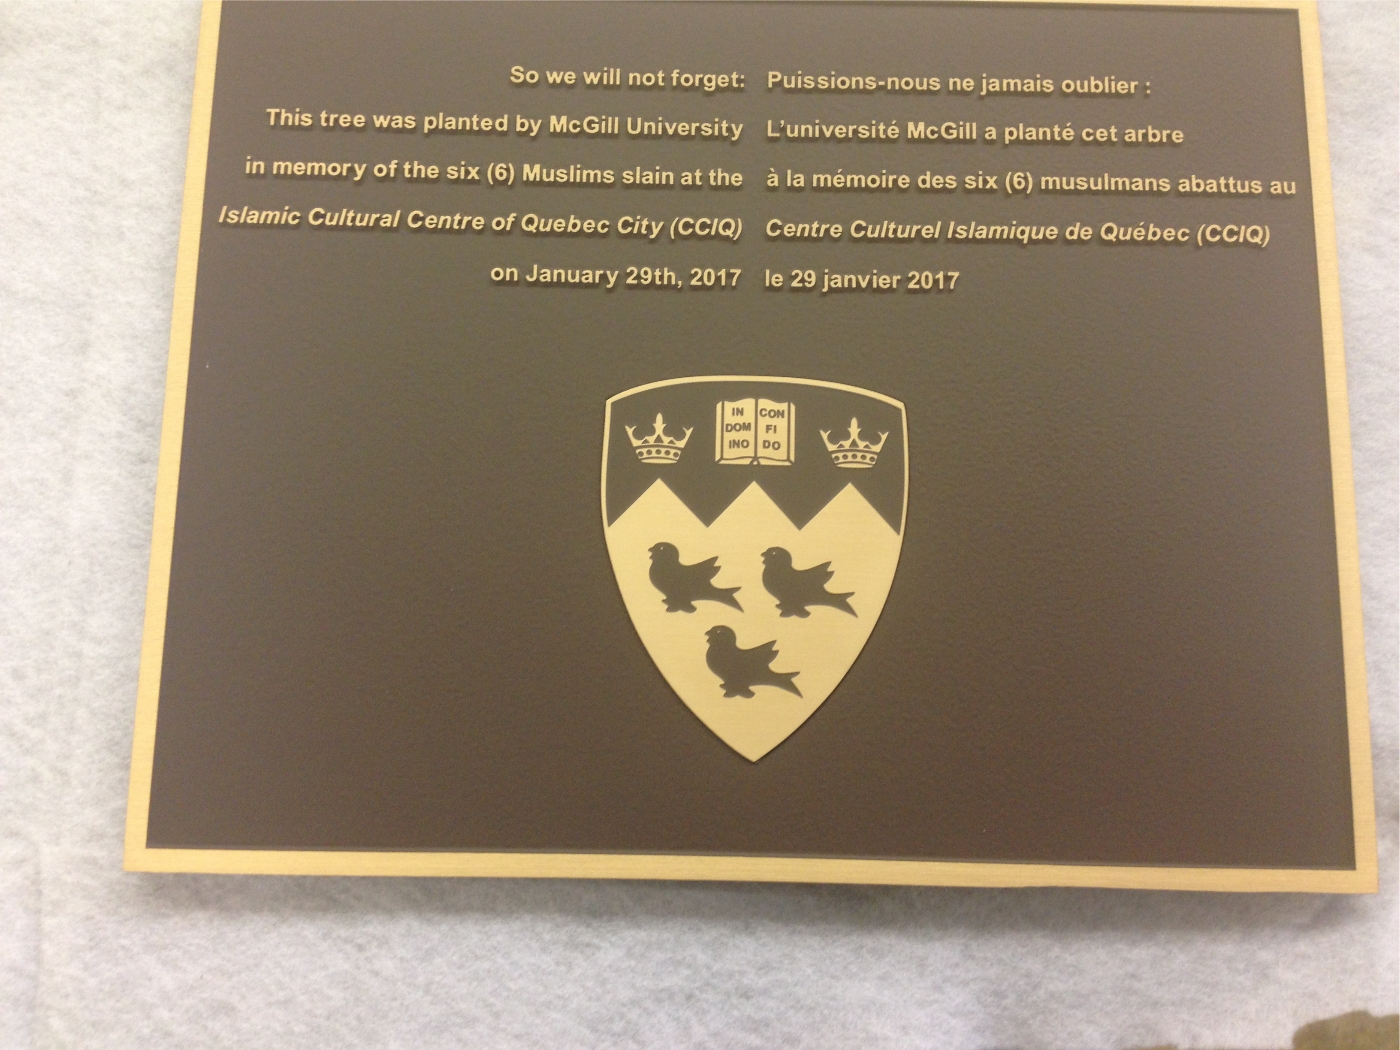 So we will not forget:
This tree was planted by McGill University
in memory of the six (6) Muslims slain at the
Islamic Cultural Centre of Quebec City (CCIQ)
on January 29th, 2017
Puissions-nous ne jamais oublier :
L'université McGill a planté cet arbre
à la mémoire des six (6) musulmans abattus au
Centre Culturel Islamique de Québec (CCIQ)
le 29 janvier 2017
IN
DOM
INO
CON
FI
DO